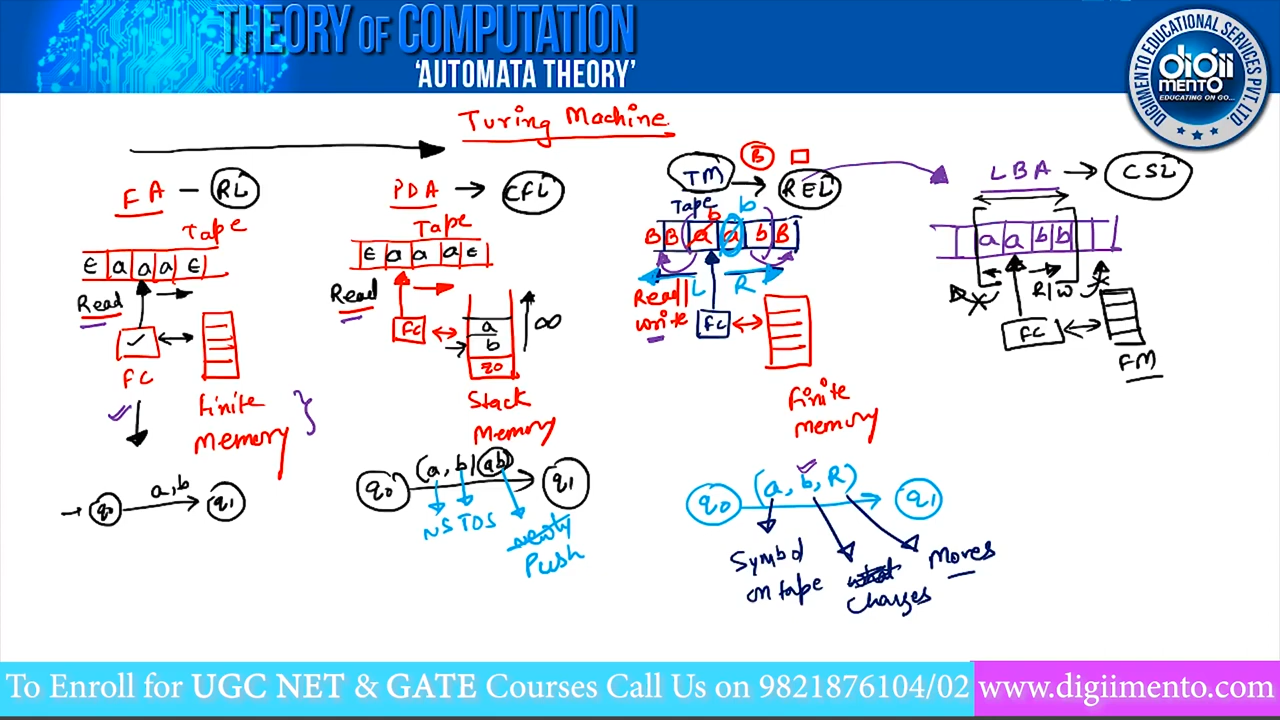 THEORY OF COMPUTATION
'AUTOMATA THEORY'
DIGIIMENTO EDUCATIONAL SERVICES PVT. LTD.
digiiMENTO
EDUCATING ON GO...
Turing Machine
FA – RL
Tape
ϵ a a a ϵ
Read
FC
finite
memory
q0 a,b q1
PDA → CFL
Tape
ϵ a a a ϵ
Read
FC
a
b
z0
∞
Stack
Memory
q0 (a, b | ab) q1
NS TOS
Push
TM → REL
B
Tape b b
B B a a b B
L R
Read||
write
FC
finite
memory
q0 (a, b, R) q1
Symbol
on tape
Changes
Moves
LBA → CSL
a a b b
R|W
FC
FM
To Enroll for UGC NET & GATE Courses Call Us on 9821876104/02 www.digiimento.com